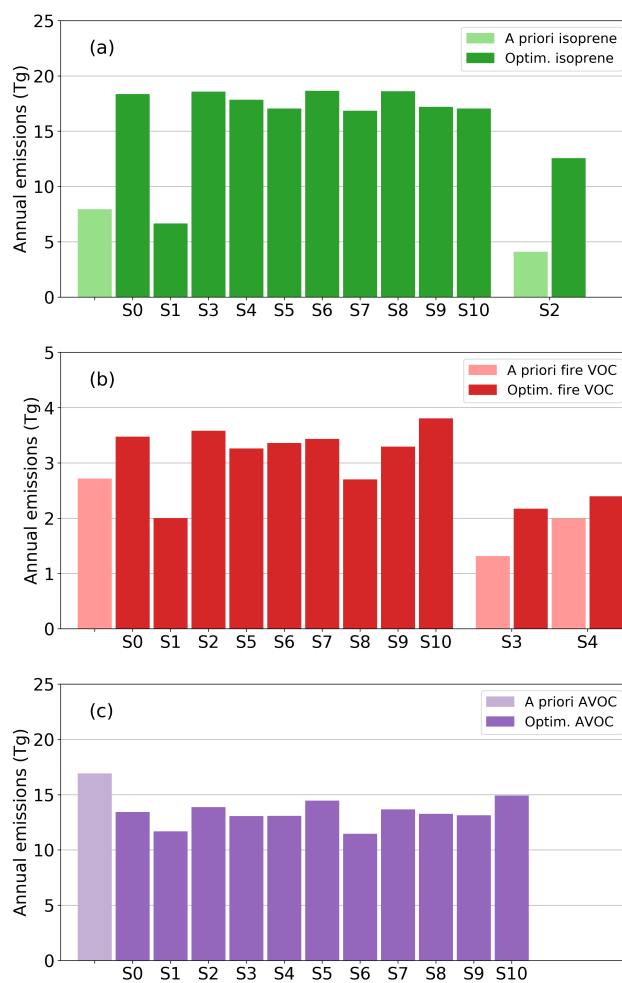 (a)
A priori isoprene
Optim. isoprene
Annual emissions (Tg)
25
20
15
10
5
0
S0 S1 S3 S4 S5 S6 S7 S8 S9 S10 S2
(b)
A priori fire VOC
Optim. fire VOC
Annual emissions (Tg)
5
4
3
2
1
0
S0 S1 S2 S5 S6 S7 S8 S9 S10 S3 S4
(c)
A priori AVOC
Optim. AVOC
Annual emissions (Tg)
25
20
15
10
5
0
S0 S1 S2 S3 S4 S5 S6 S7 S8 S9 S10